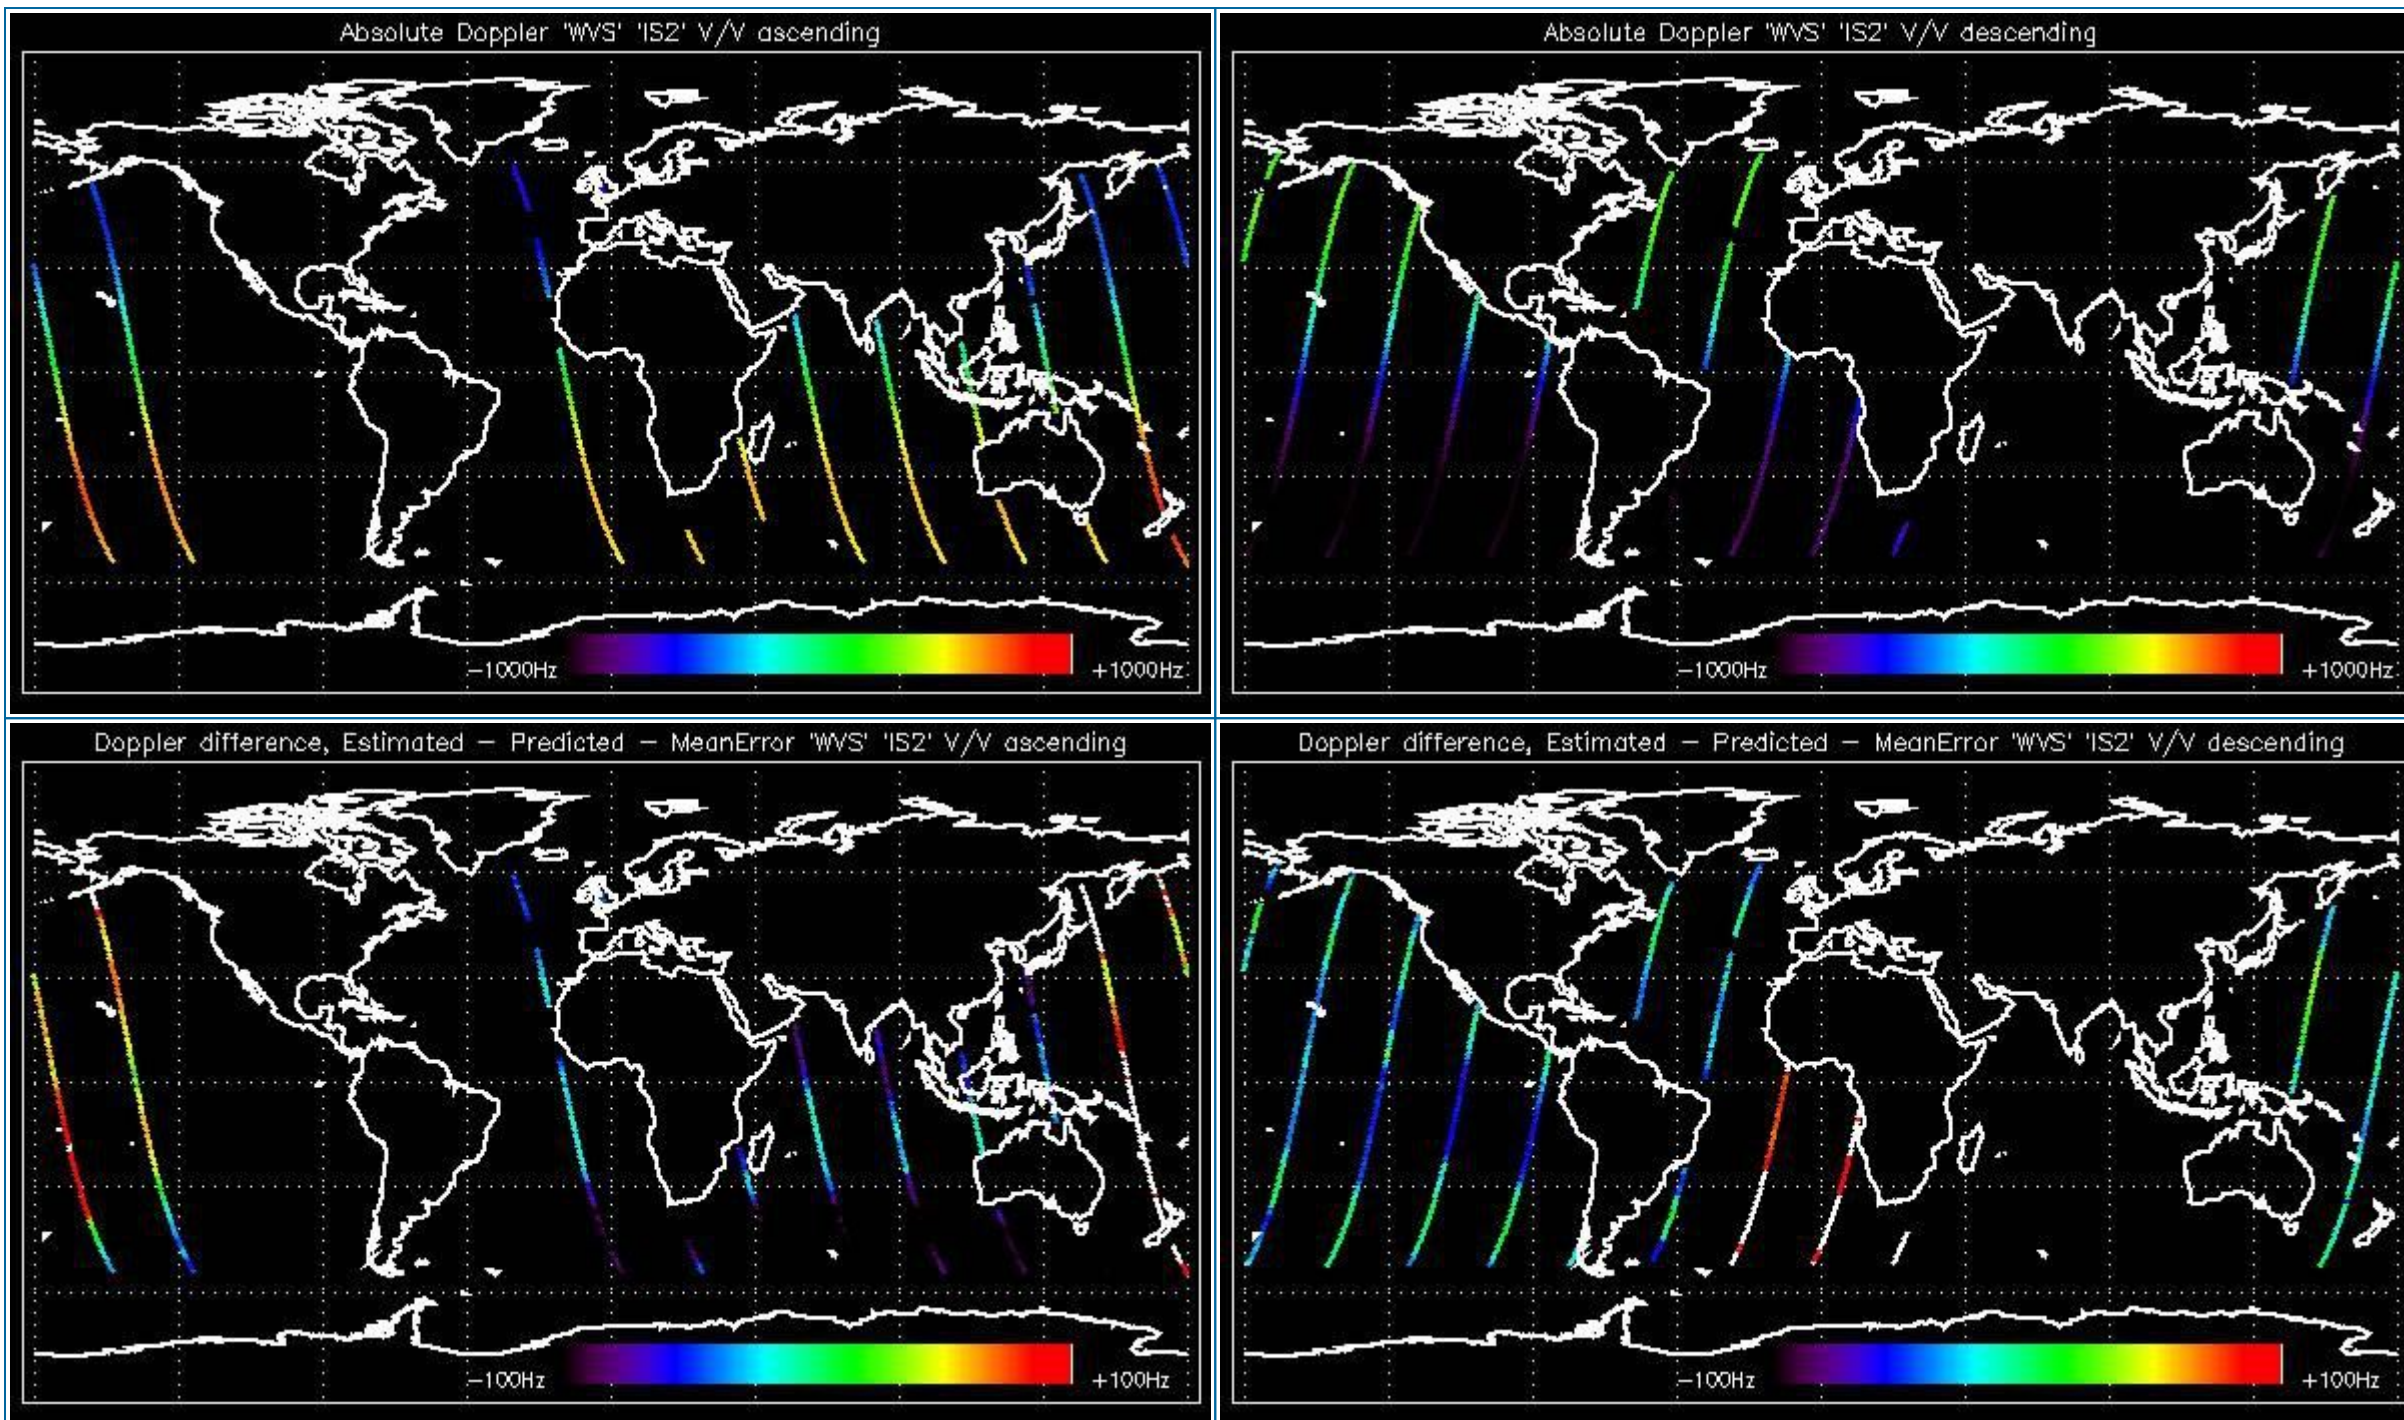 Absolute Doppler 'WVS' 'IS2' V/V ascending
-1000Hz
+1000Hz
Absolute Doppler 'WVS' 'IS2' V/V descending
-1000Hz
+1000Hz
Doppler difference, Estimated - Predicted - MeanError 'WVS' 'IS2' V/V ascending
-100Hz
+100Hz
Doppler difference, Estimated - Predicted - MeanError 'WVS' 'IS2' V/V descending
-100Hz
+100Hz